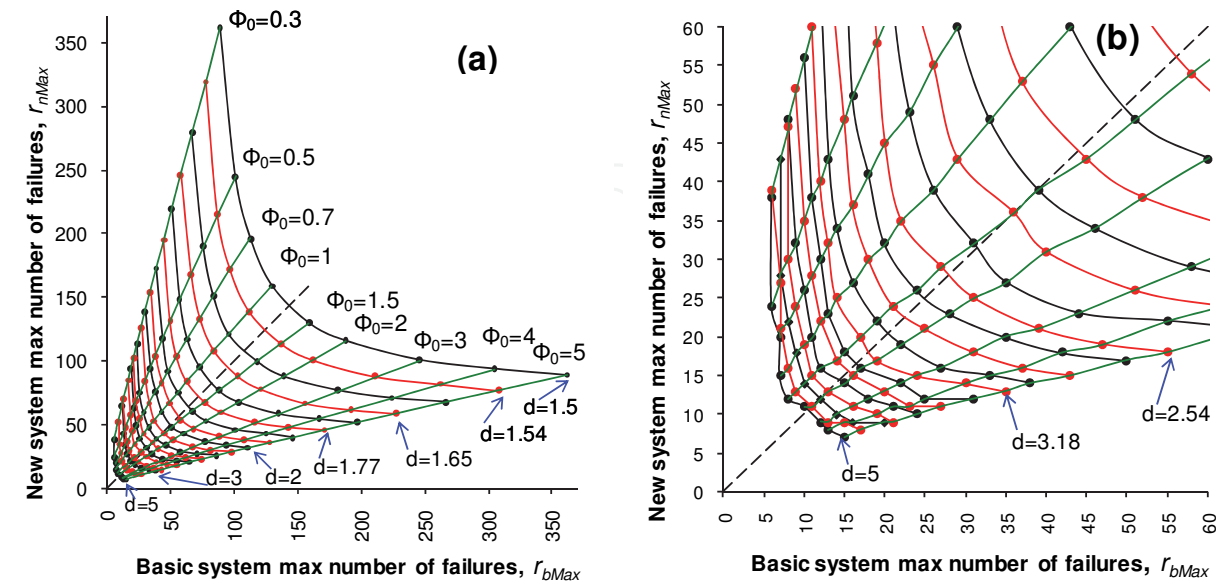 (a)
New system max number of failures, rnMax
350
300
250
200
150
100
50
0
Φ0=0.3
Φ0=0.5
Φ0=0.7
Φ0=1
Φ0=1.5
Φ0=2
Φ0=3
Φ0=4
Φ0=5
d=1.5
d=1.54
d=1.65
d=1.77
d=2
d=3
d=5
0
50
100
150
200
250
300
350
Basic system max number of failures, rbMax
(b)
New system max number of failures, rnMax
60
55
50
45
40
35
30
25
20
15
10
5
0
d=2.54
d=3.18
d=5
0
5
10
15
20
25
30
35
40
45
50
55
60
Basic system max number of failures, rbMax